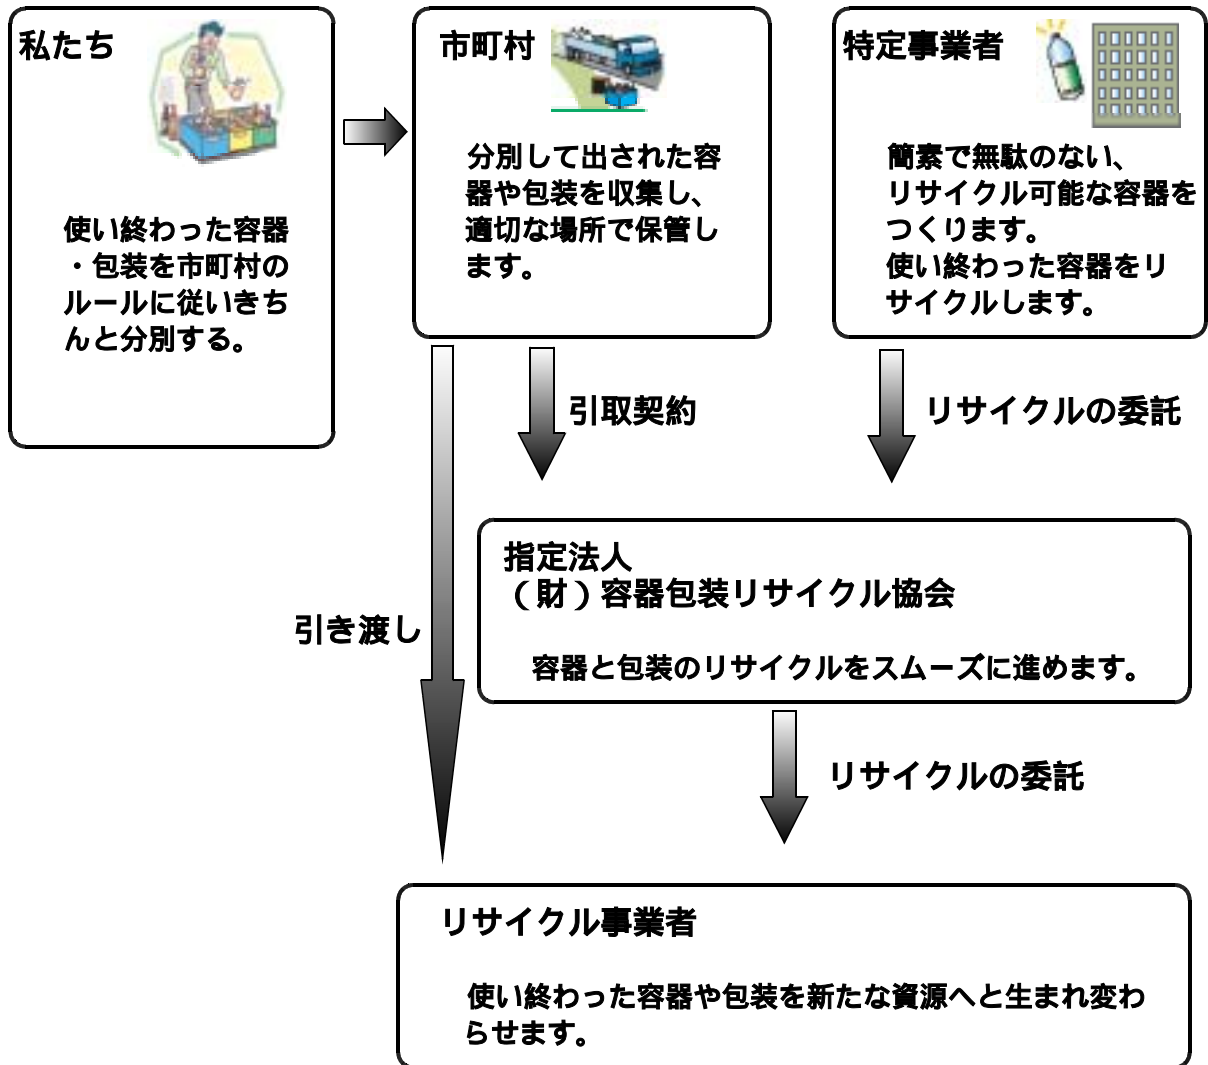 私たち
使い終わった容器
・包装を市町村の
ルールに従いきち
んと分別する。
市町村
分別して出された容
器や包装を収集し、
適切な場所で保管し
ます。
特定事業者
簡素で無駄のない、
リサイクル可能な容器を
つくります。
使い終わった容器をリ
サイクルします。
引取契約
リサイクルの委託
指定法人
（財）容器包装リサイクル協会
容器と包装のリサイクルをスムーズに進めます。
引き渡し
リサイクルの委託
リサイクル事業者
使い終わった容器や包装を新たな資源へと生まれ変わ
らせます。